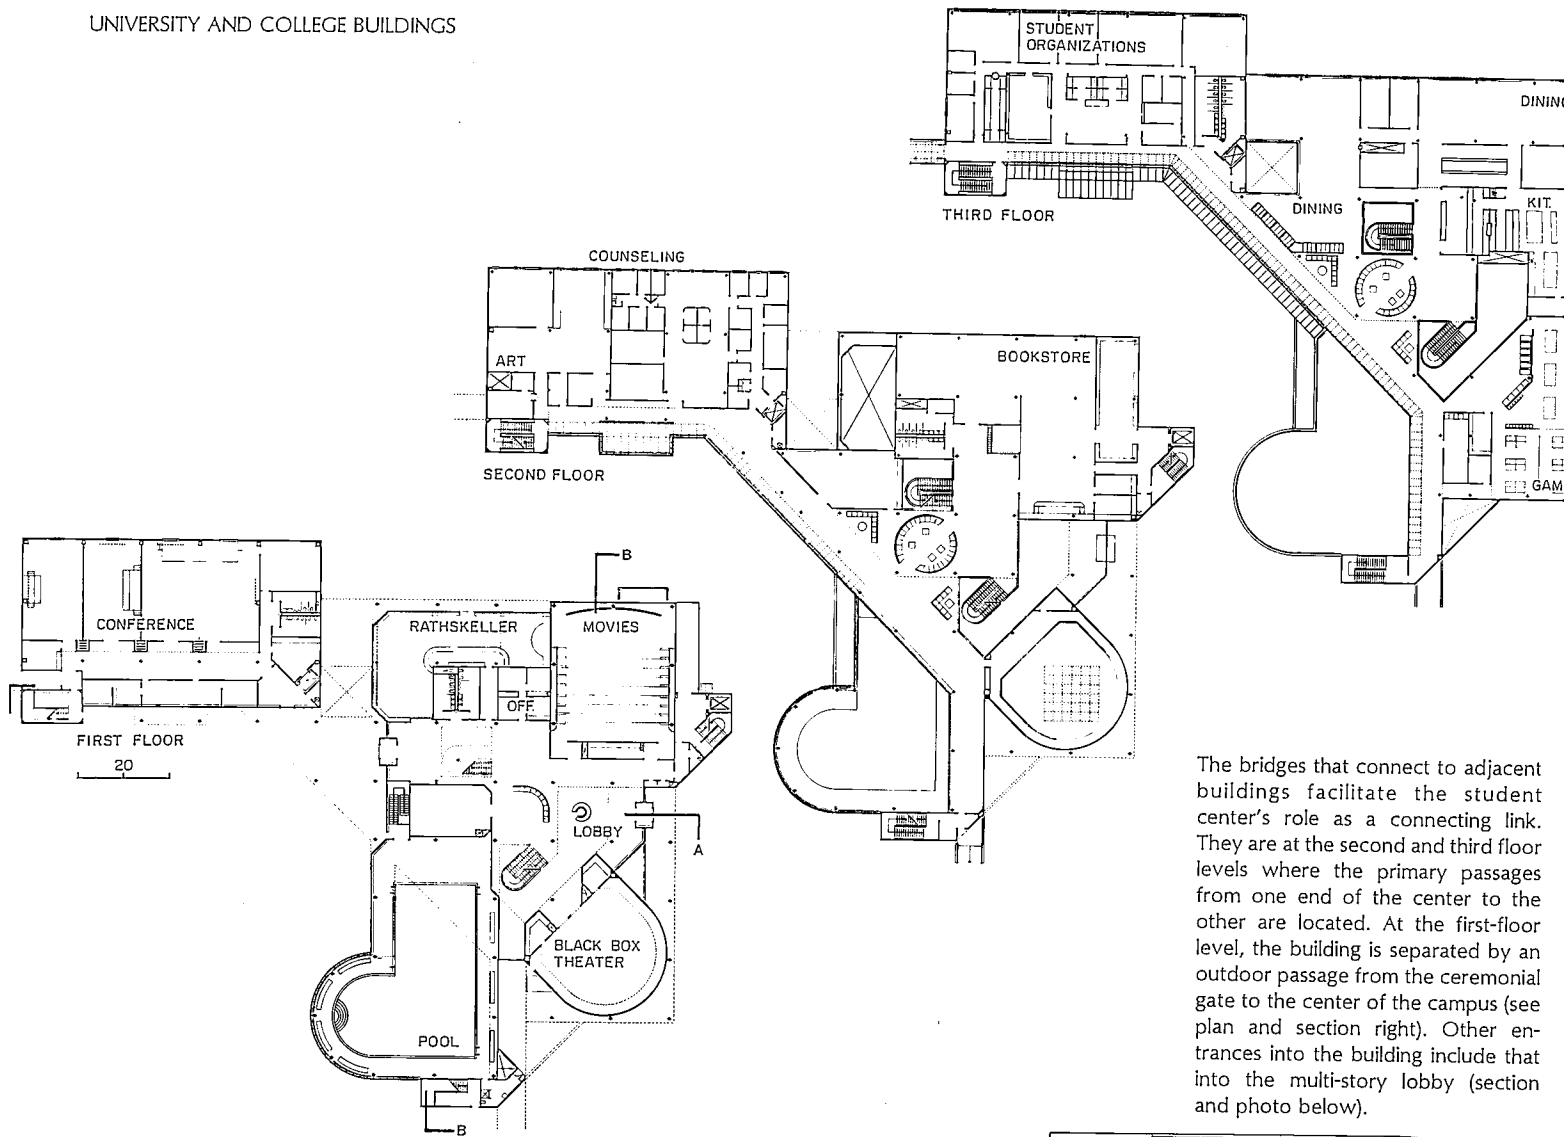 UNIVERSITY AND COLLEGE BUILDINGS
STUDENT
ORGANIZATIONS
DINING
DINING
KIT.
THIRD FLOOR
GAM
COUNSELING
ART
BOOKSTORE
SECOND FLOOR
B
CONFERENCE
RATHSKELLER
MOVIES
OFF.
FIRST FLOOR
20
LOBBY
A
BLACK BOX
THEATER
POOL
B
The bridges that connect to adjacent
buildings facilitate the student
center's role as a connecting link.
They are at the second and third floor
levels where the primary passages
from one end of the center to the
other are located. At the first-floor
level, the building is separated by an
outdoor passage from the ceremonial
gate to the center of the campus (see
plan and section right). Other en-
trances into the building include that
into the multi-story lobby (section
and photo below).